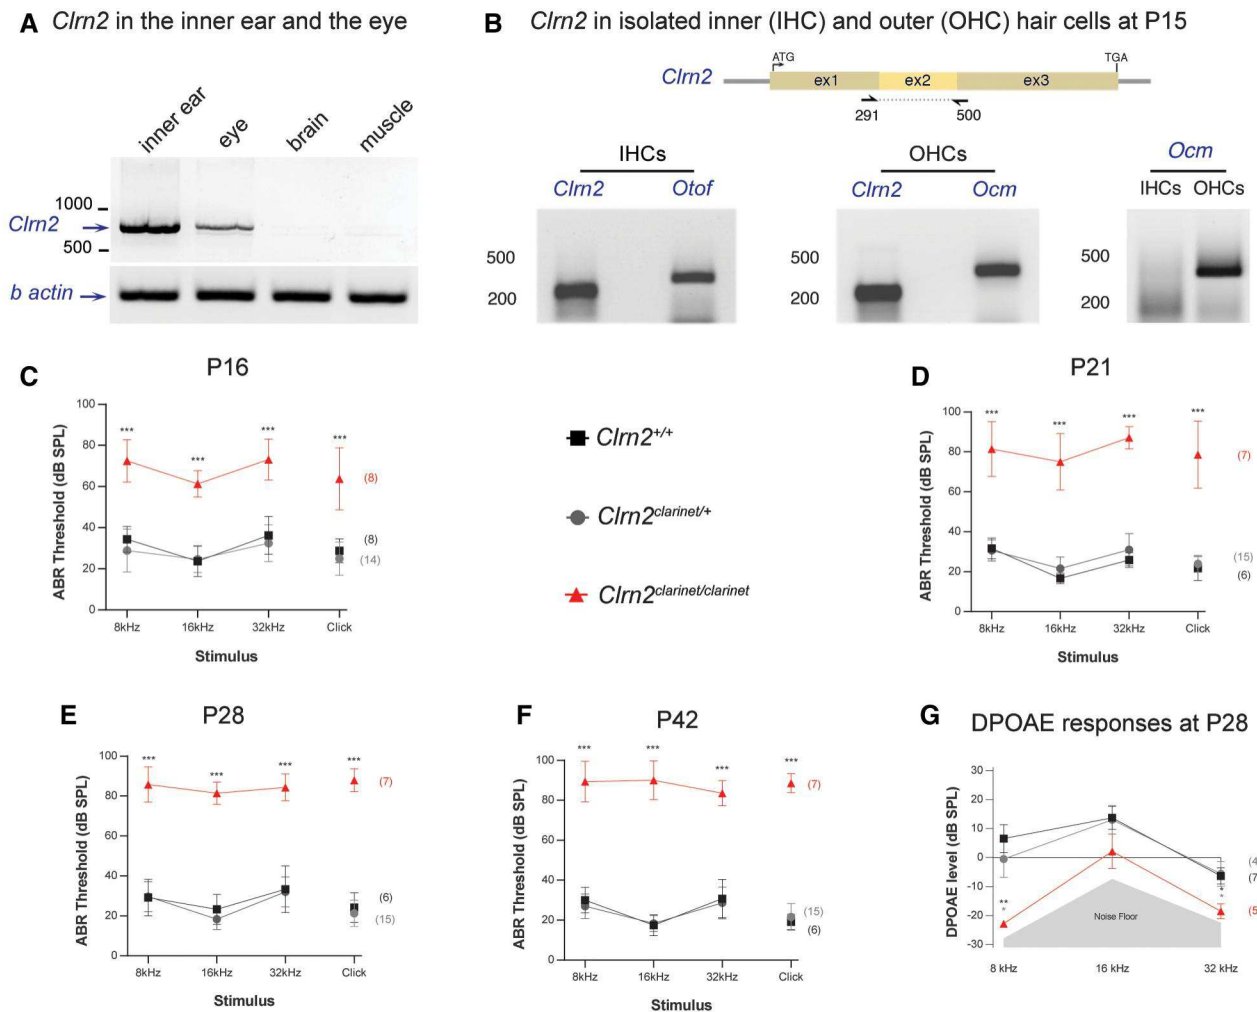 A Clrn2 in the inner ear and the eye
inner ear eye brain muscle
1000
Clrn2
500
b actin
B Clrn2 in isolated inner (IHC) and outer (OHC) hair cells at P15
ATG TGA
Clrn2 ex1 ex2 ex3
291 500
IHCs
Clrn2 Otof
500
200
OHCs
Clrn2 Ocm
500
200
Ocm
IHCs OHCs
500
200
C P16
ABR Threshold (dB SPL)
100
80
60
40
20
0
*** *** *** ***
(8)
(8)
(14)
8kHz 16kHz 32kHz Click
Stimulus
Clrn2+/+
Clrn2clarinet/+
Clrn2clarinet/clarinet
D P21
ABR Threshold (dB SPL)
100
80
60
40
20
0
*** *** *** ***
(7)
(15)
(6)
8kHz 16kHz 32kHz Click
Stimulus
E P28
ABR Threshold (dB SPL)
100
80
60
40
20
0
*** *** *** ***
(7)
(6)
(15)
8kHz 16kHz 32kHz Click
Stimulus
F P42
ABR Threshold (dB SPL)
100
80
60
40
20
0
*** *** *** ***
(7)
(15)
(6)
8kHz 16kHz 32kHz Click
Stimulus
G DPOAE responses at P28
DPOAE level (dB SPL)
30
20
10
0
-10
-20
-30
**
*
*
*
(4
(7
(5
Noise Floor
8 kHz 16 kHz 32 kHz